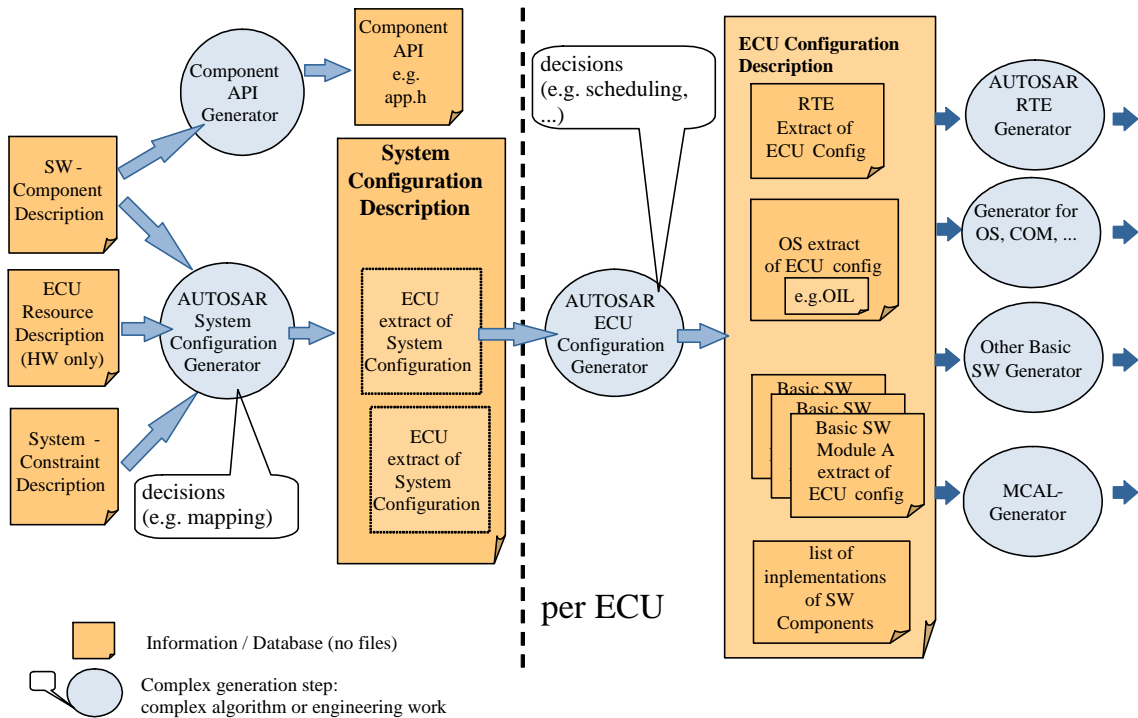 Component
API
Generator
Component
API
e.g.
app.h
SW -
Component
Description
ECU
Resource
Description
(HW only)
System -
Constraint
Description
AUTOSAR
System
Configuration
Generator
decisions
(e.g. mapping)
System
Configuration
Description
ECU
extract of
System
Configuration
ECU
extract of
System
Configuration
decisions
(e.g. scheduling,
...)
AUTOSAR
ECU
Configuration
Generator
per ECU
ECU Configuration
Description
RTE
Extract of
ECU Config
OS extract
of ECU config
e.g.OIL
Basic SW
Basic SW
Basic SW
Module A
extract of
ECU config
list of
inplementations
of SW
Components
AUTOSAR
RTE
Generator
Generator for
OS, COM, ...
Other Basic
SW Generator
MCAL-
Generator
Information / Database (no files)
Complex generation step:
complex algorithm or engineering work